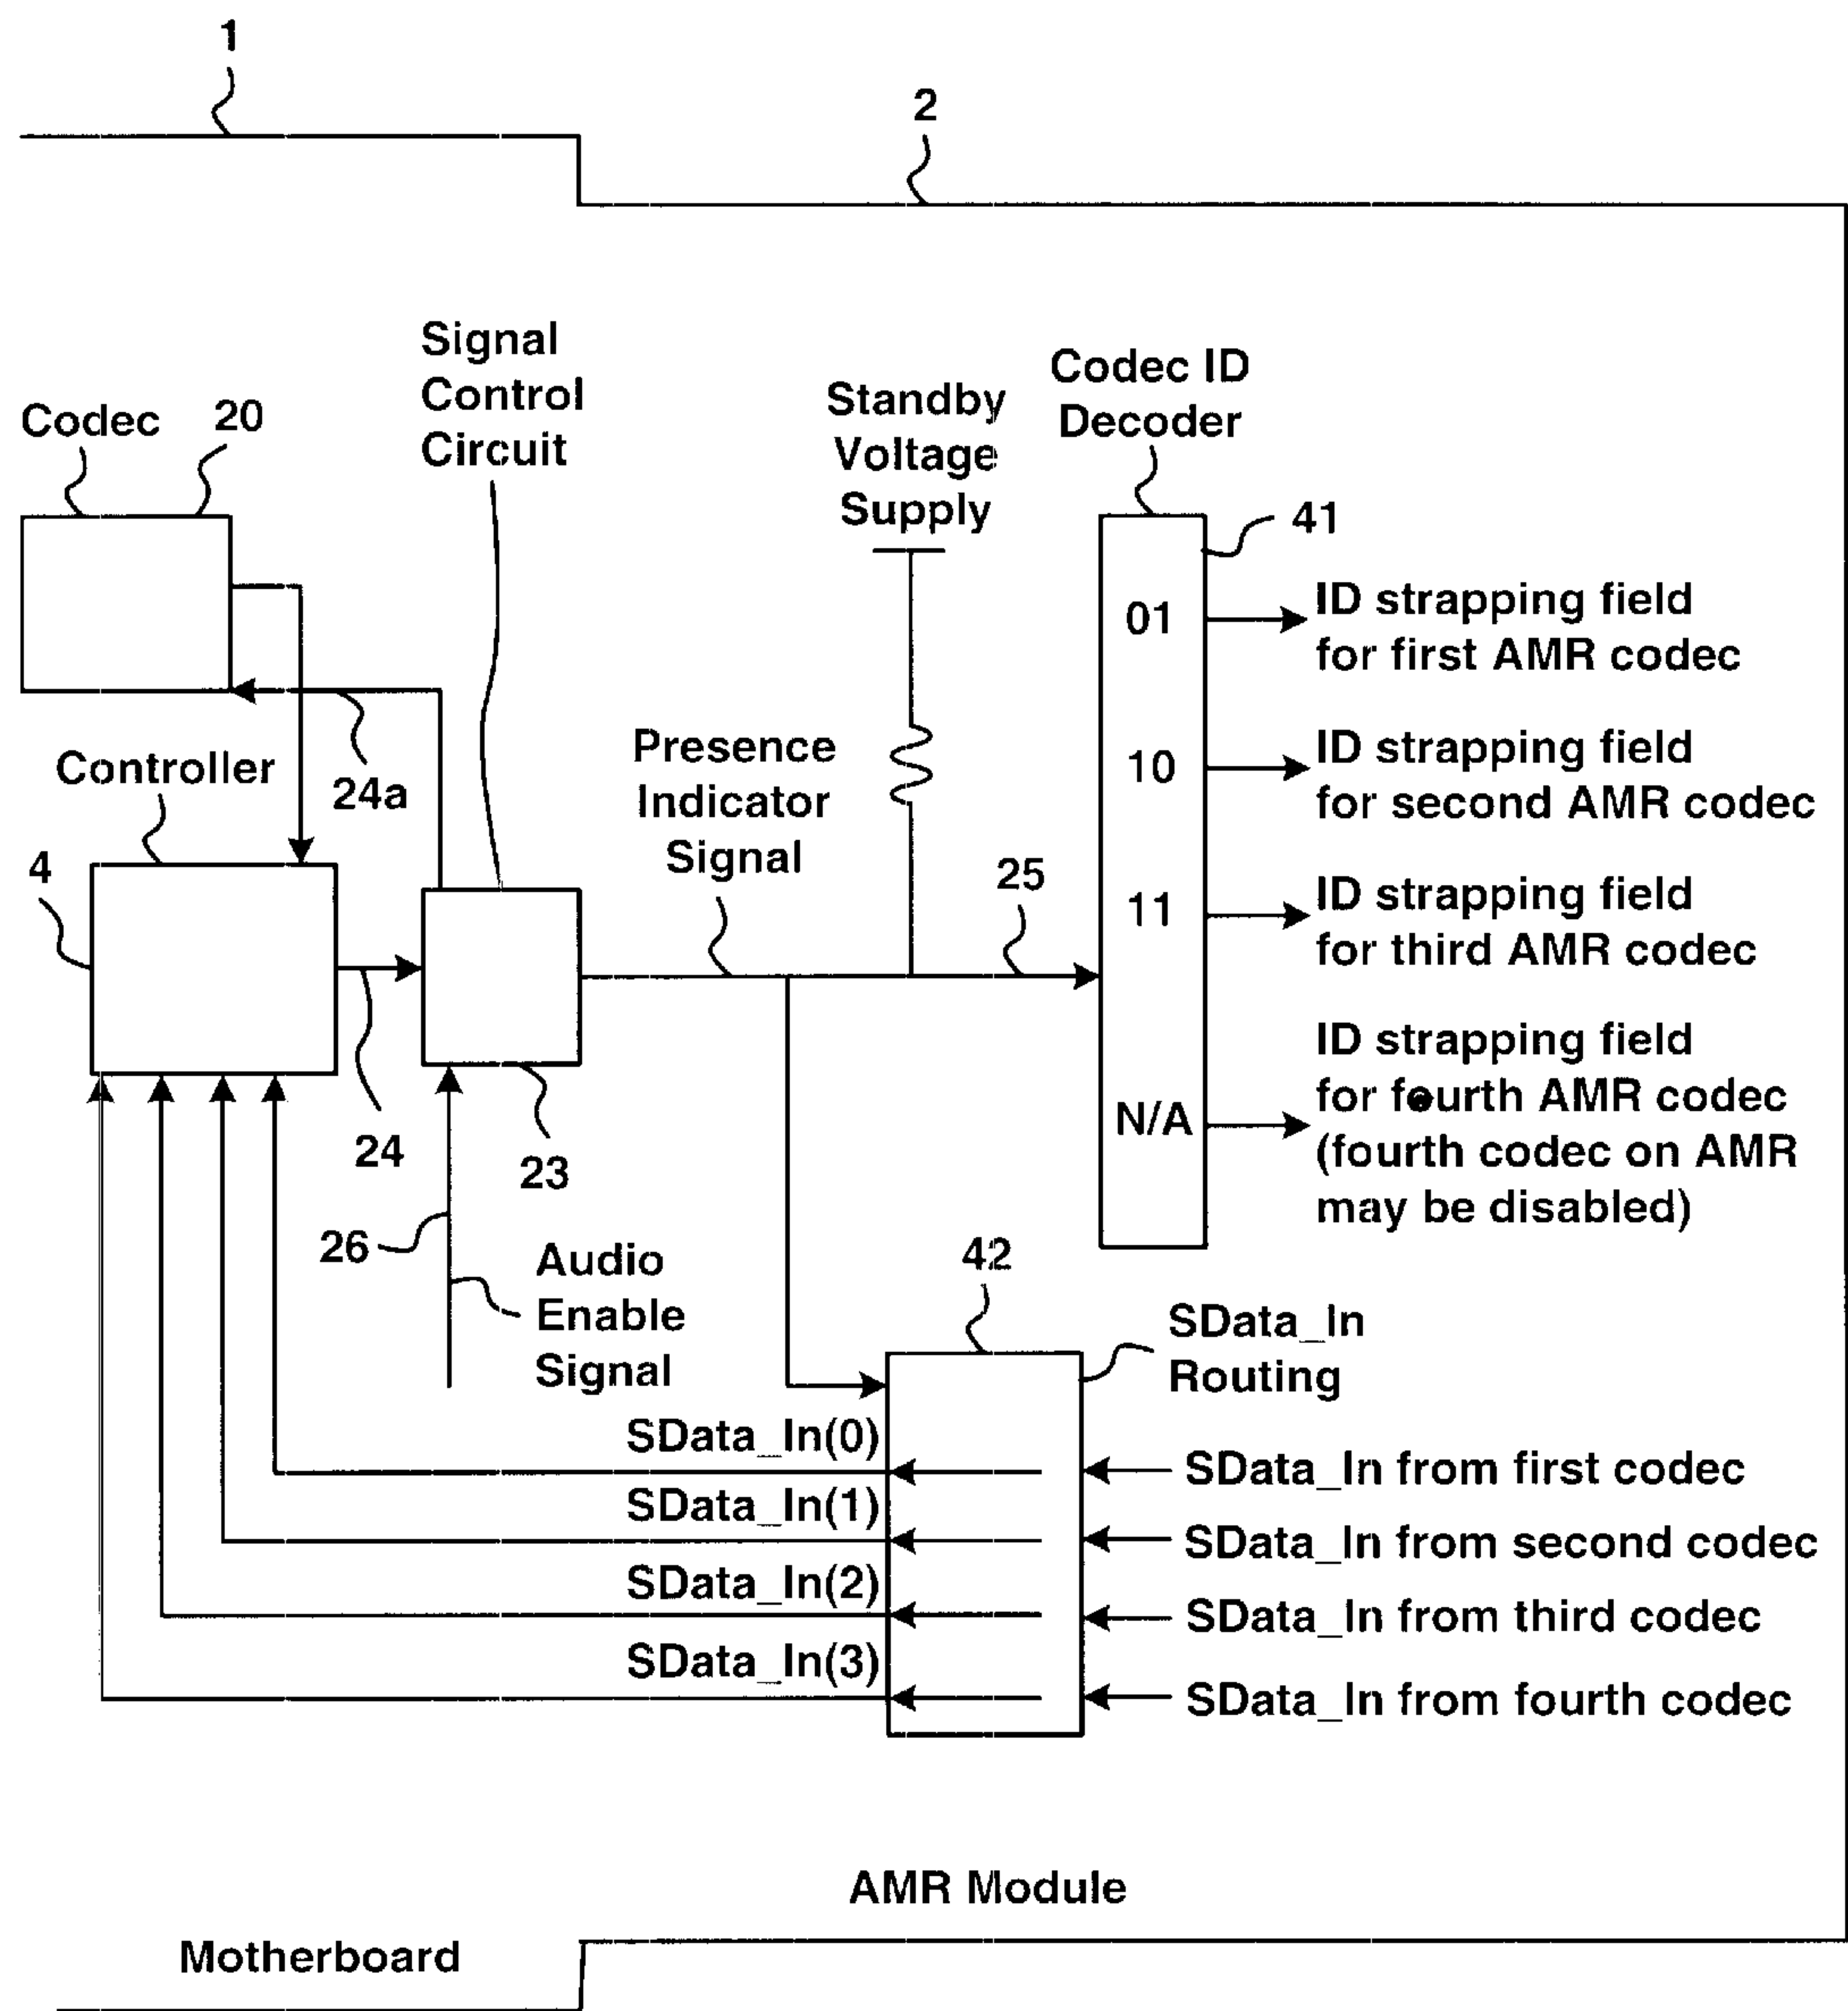 1
2
Signal
Control
Circuit
Codec
20
Standby
Voltage
Supply
Codec ID
Decoder
41
01
ID strapping field
for first AMR codec
Controller
24a
Presence
Indicator
Signal
10
ID strapping field
for second AMR codec
4
25
11
ID strapping field
for third AMR codec
24
23
N/A
ID strapping field
for fourth AMR codec
(fourth codec on AMR
may be disabled)
26
Audio
Enable
Signal
42
SData_In
Routing
SData_In(0)
SData_In from first codec
SData_In(1)
SData_In from second codec
SData_In(2)
SData_In from third codec
SData_In(3)
SData_In from fourth codec
AMR Module
Motherboard